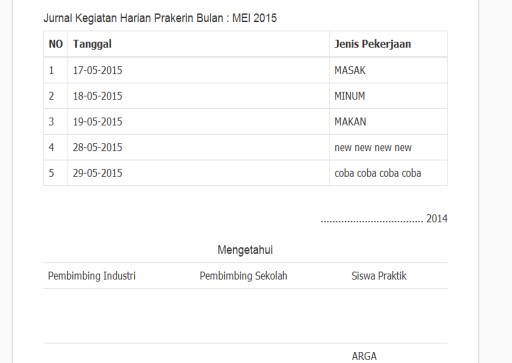 Jurnal Kegiatan Harian Prakerin Bulan : MEI 2015
NO Tanggal Jenis Pekerjaan
1 17-05-2015 MASAK
2 18-05-2015 MINUM
3 19-05-2015 MAKAN
4 28-05-2015 new new new new
5 29-05-2015 coba coba coba coba
.................................. 2014
Mengetahui
Pembimbing Industri Pembimbing Sekolah Siswa Praktik
ARGA